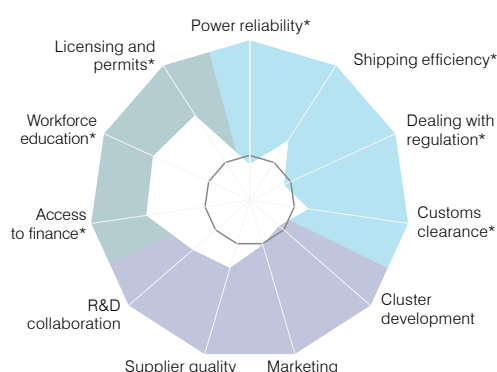 Power reliability*
Licensing and
permits*
Shipping efficiency*
Workforce
education*
Dealing with
regulation*
Access
to finance*
Customs
clearance*
R&D
collaboration
Cluster
development
Supplier quality
Marketing